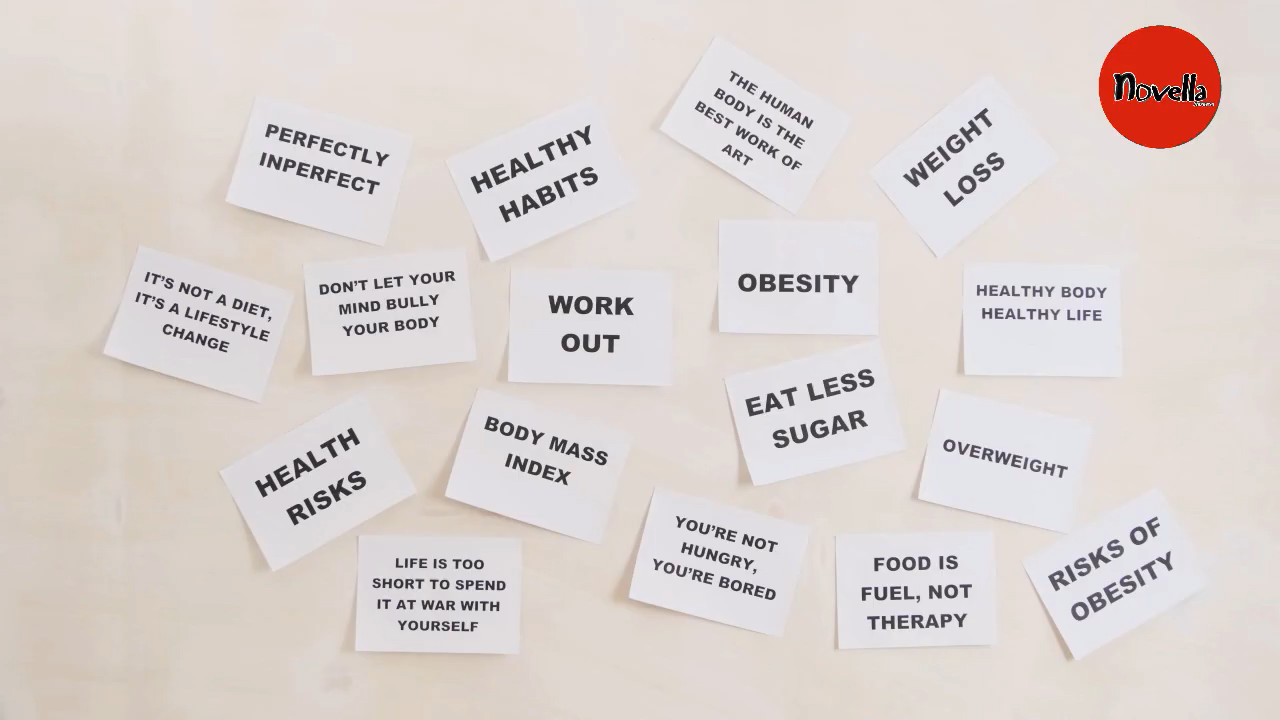 PERFECTLY
INPERFECT
HEALTHY
HABITS
THE HUMAN
BODY IS THE
BEST WORK OF
ART
WEIGHT
LOSS
Novella
IT'S NOT A DIET,
IT'S A LIFESTYLE
CHANGE
DON'T LET YOUR
MIND BULLY
YOUR BODY
WORK
OUT
OBESITY
HEALTHY BODY
HEALTHY LIFE
EAT LESS
SUGAR
HEALTH
RISKS
BODY MASS
INDEX
OVERWEIGHT
LIFE IS TOO
SHORT TO SPEND
IT AT WAR WITH
YOURSELF
YOU'RE NOT
HUNGRY,
YOU'RE BORED
FOOD IS
FUEL, NOT
THERAPY
RISKS OF
OBESITY